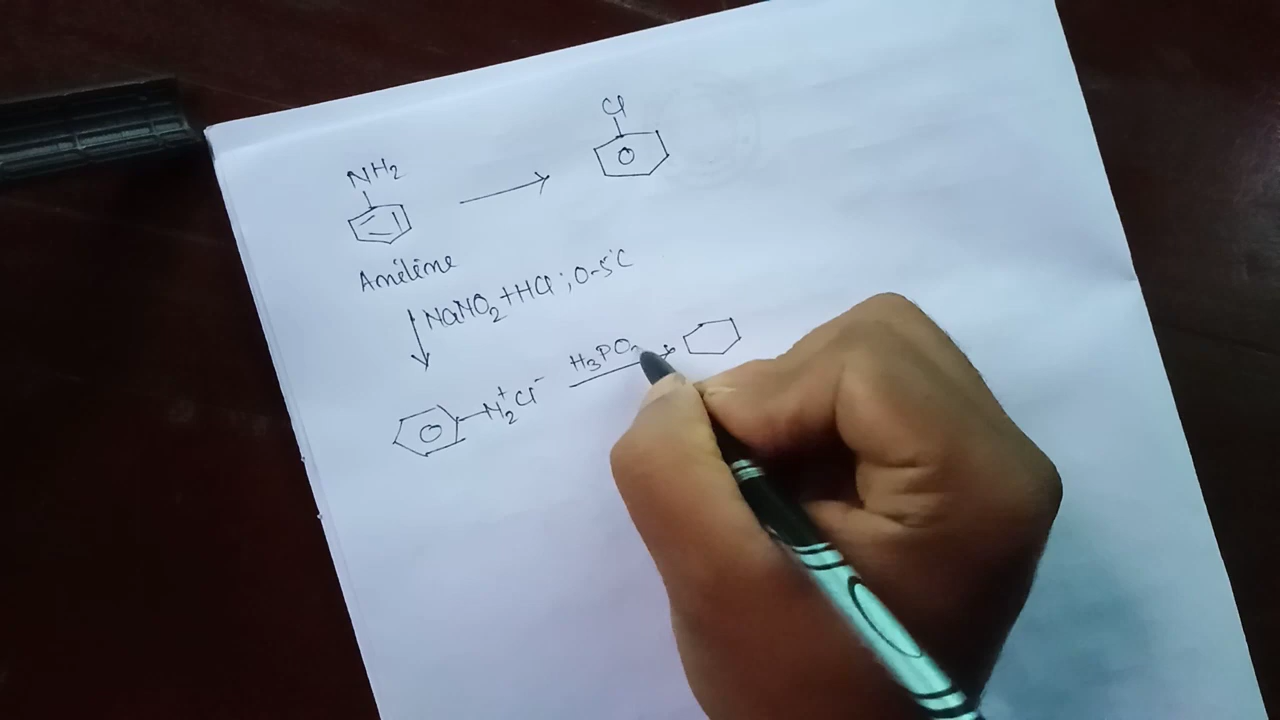 Cl
NH2
Aniline
NaNO2+HCl ; 0-5°C
H3PO2
N2+Cl-